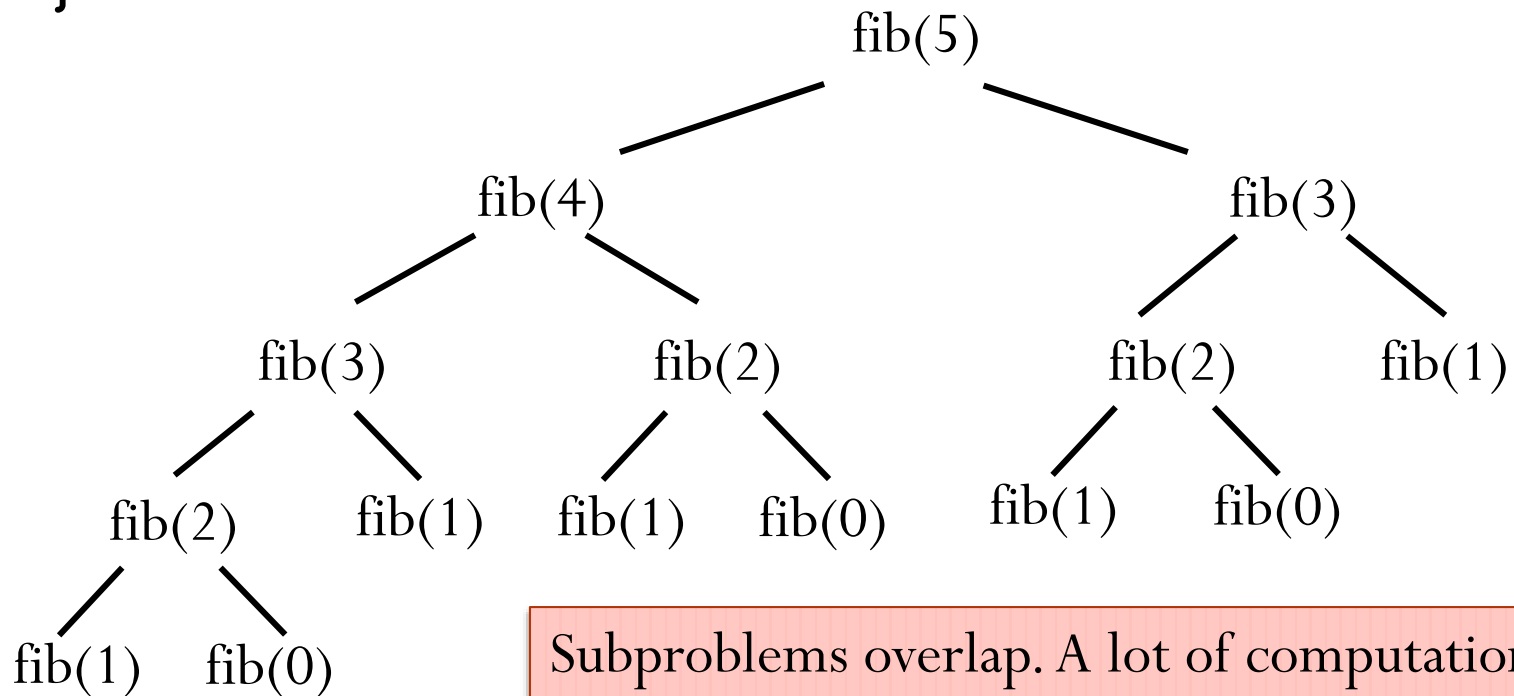 fib(5)
fib(4) fib(3)
fib(3) fib(2) fib(2) fib(1)
fib(2) fib(1) fib(1) fib(0) fib(1) fib(0)
fib(1) fib(0)
Subproblems overlap. A lot of computation